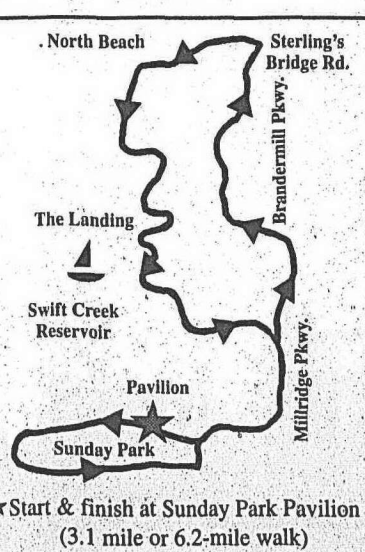 . North Beach
Sterling's
Bridge Rd.
Brandermill Pkwy.
The Landing
Swift Creek
Reservoir
Millridge Pkwy.
Pavilion
Sunday Park
Start & finish at Sunday Park Pavilion
(3.1 mile or 6.2-mile walk)